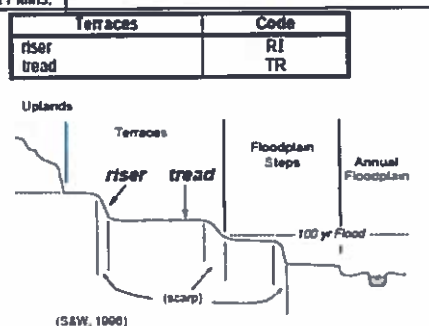 Terraces Code
riser RI
tread TR
Uplands
Terraces
Floodplain
Steps
Annual
Floodplain
riser tread
100 yr Flood
(scarp)
(S&W, 1996)